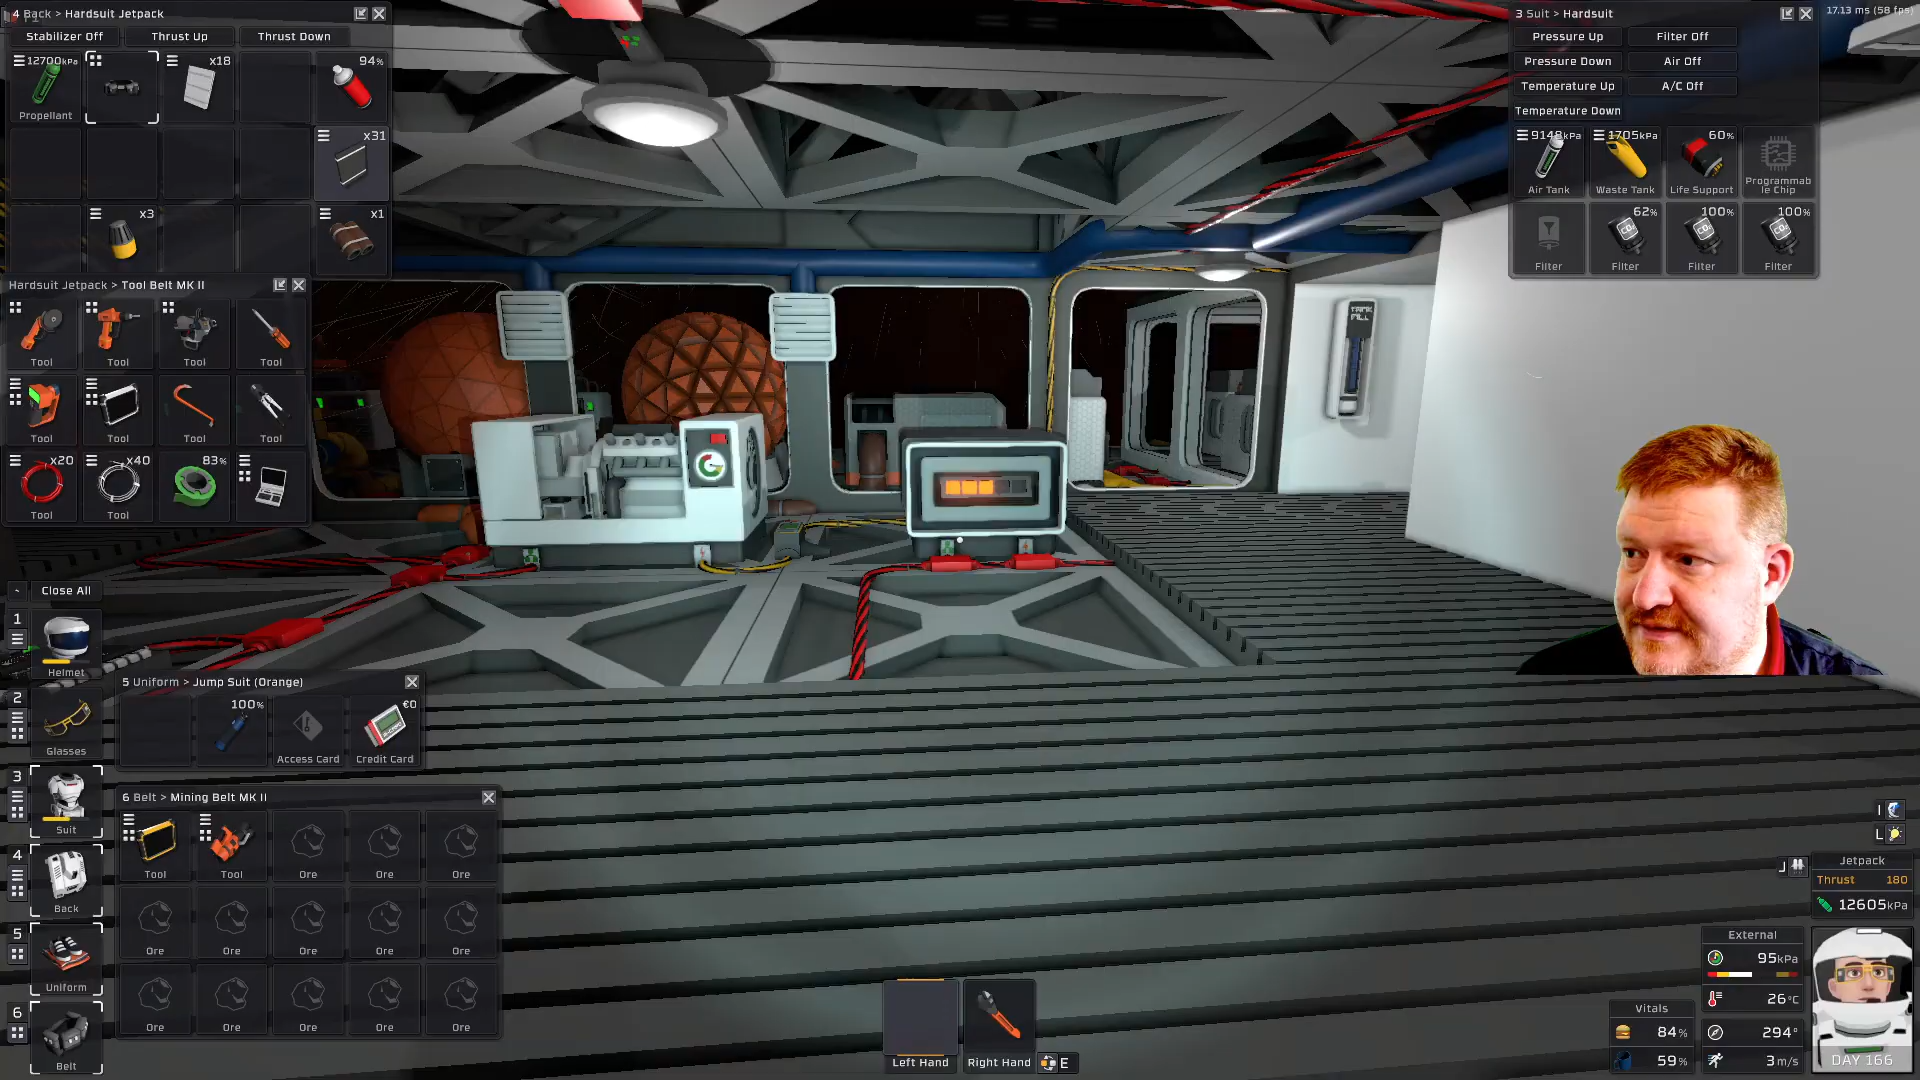 4 Back > Hardsuit Jetpack
Stabilizer Off
Thrust Up
Thrust Down
12700kPa
Propellant
x18
94%
x31
x3
x1
Hardsuit Jetpack > Tool Belt MK II
Tool
Tool
Tool
Tool
Tool
Tool
Tool
Tool
x20
x40
83%
Tool
Tool
3 Suit > Hardsuit
17.13 ms (58 fps)
Pressure Up
Filter Off
Pressure Down
Air Off
Temperature Up
A/C Off
Temperature Down
9148kPa
1705kPa
60%
Air Tank
Waste Tank
Life Support
Programmab
le Chip
62%
100%
100%
Filter
Filter
Filter
Filter
TANK
FILL
~
Close All
1
Helmet
2
Glasses
3
Suit
4
Back
5
Uniform
6
Belt
5 Uniform > Jump Suit (Orange)
100%
€0
Access Card
Credit Card
6 Belt > Mining Belt MK II
Tool
Tool
Ore
Ore
Ore
Ore
Ore
Ore
Ore
Ore
Ore
Ore
Ore
Ore
Ore
Left Hand
Right Hand
E
I
L
J
Jetpack
Thrust 180
12605kPa
External
95kPa
26°C
294°
3m/s
Vitals
84%
59%
DAY 166